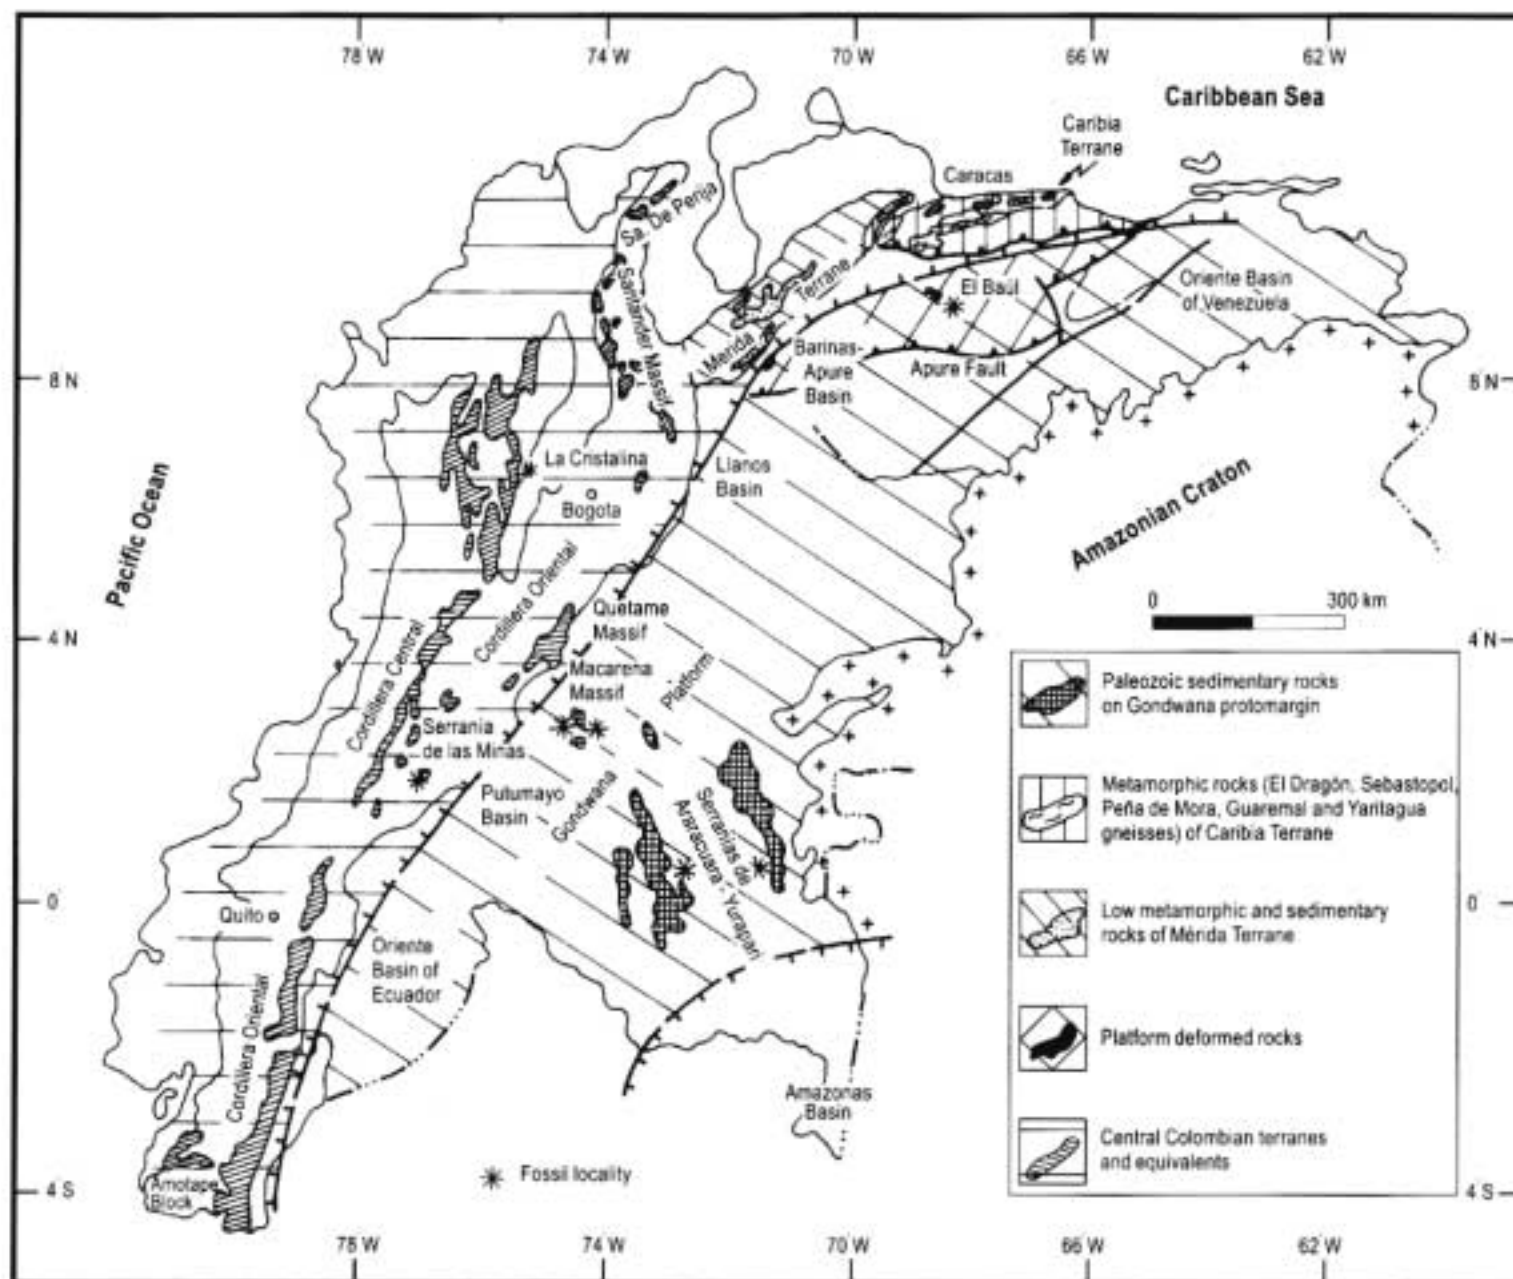 78 W
74 W
70 W
66 W
62 W
Caribbean Sea
Caribia
Terrane
Caracas
Sa. De Perija
Santander Massif
Merida
Terrane
El Baúl
Oriente Basin
of Venezuela
Barinas-
Apure
Basin
Apure Fault
8 N
8 N
La Cristalina
Bogota
Llanos
Basin
Pacific Ocean
Amazonian Craton
Cordillera Oriental
Quetame
Massif
4 N
4 N
0
300 km
Cordillera Central
Macarena
Massif
Platform
Serrania
de las Minas
Putumayo
Basin
Gondwana
Serranias de
Araracuara - Yurapari
0°
0°
Quito
Oriente
Basin of
Ecuador
Cordillera Oriental
Amazonas
Basin
Amotape
Block
4 S
4 S
Fossil locality
Paleozoic sedimentary rocks
on Gondwana protomargin
Metamorphic rocks (El Dragón, Sebastopol,
Peña de Mora, Guaremal and Yaritagua
gneisses) of Caribia Terrane
Low metamorphic and sedimentary
rocks of Mérida Terrane
Platform deformed rocks
Central Colombian terranes
and equivalents
78 W
74 W
70 W
66 W
62 W